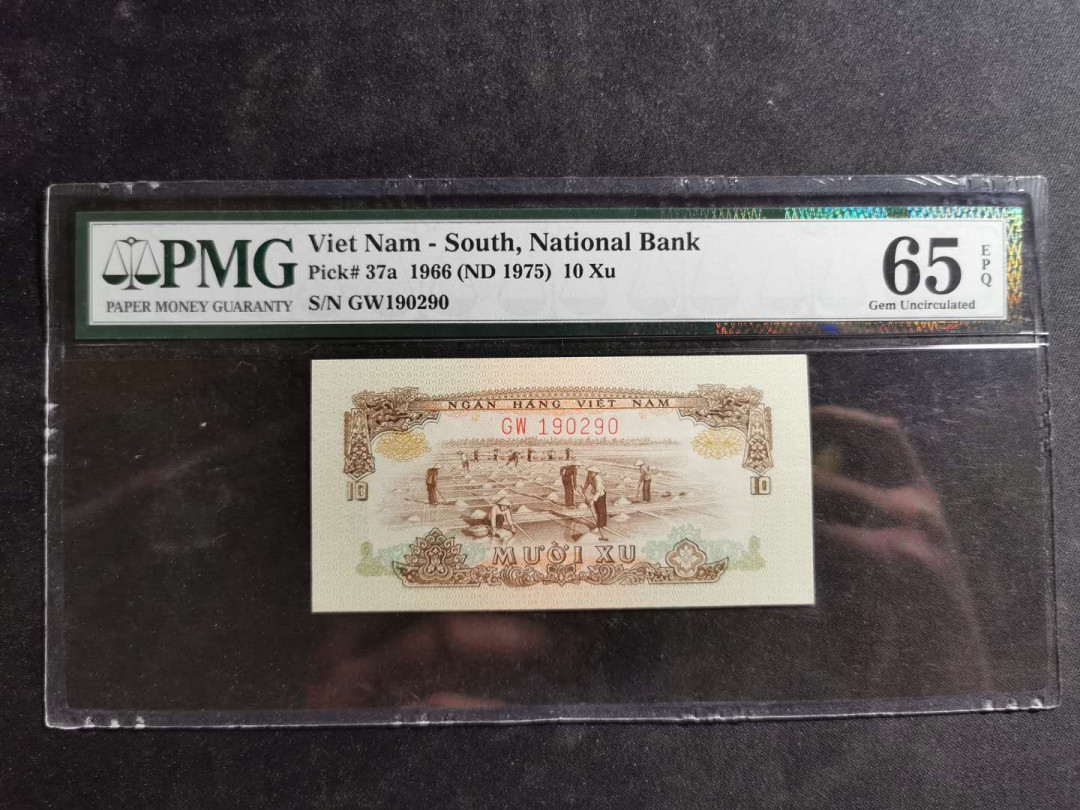 PMG
PAPER MONEY GUARANTY
Viet Nam - South, National Bank
Pick# 37a 1966 (ND 1975) 10 Xu
S/N GW190290
65
EPQ
Gem Uncirculated
NGÂN HÀNG VIỆT NAM
GW 190290
10
10
MƯỜI XU